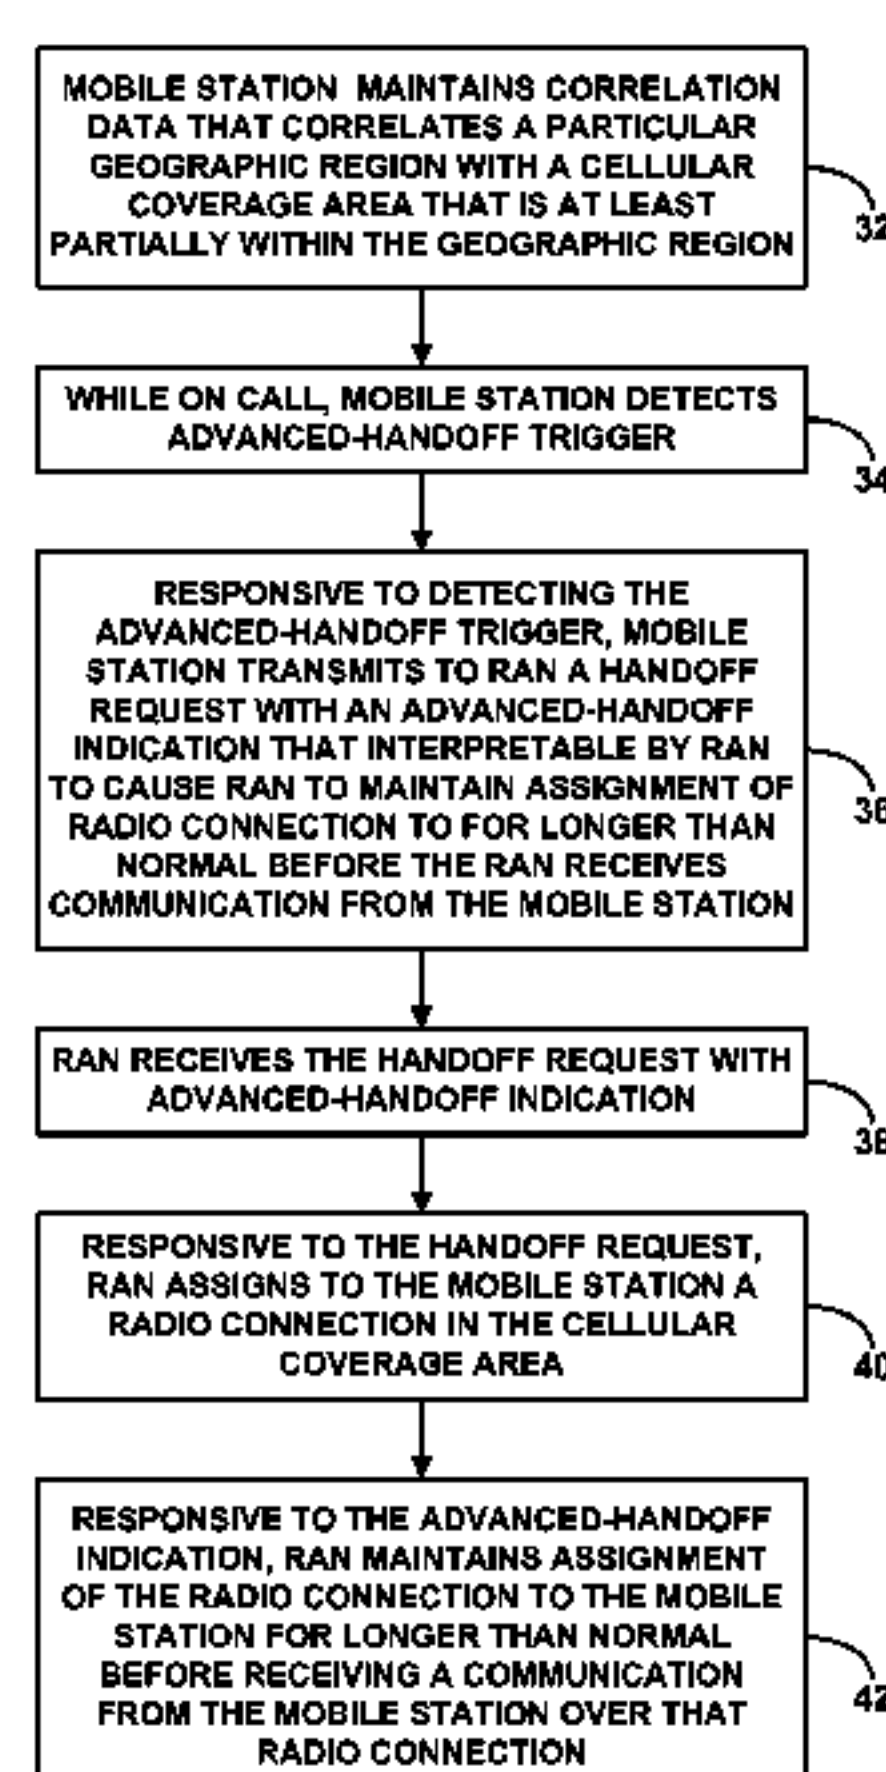 MOBILE STATION MAINTAINS CORRELATION
DATA THAT CORRELATES A PARTICULAR
GEOGRAPHIC REGION WITH A CELLULAR
COVERAGE AREA THAT IS AT LEAST
PARTIALLY WITHIN THE GEOGRAPHIC REGION
32
WHILE ON CALL, MOBILE STATION DETECTS
ADVANCED-HANDOFF TRIGGER
34
RESPONSIVE TO DETECTING THE
ADVANCED-HANDOFF TRIGGER, MOBILE
STATION TRANSMITS TO RAN A HANDOFF
REQUEST WITH AN ADVANCED-HANDOFF
INDICATION THAT INTERPRETABLE BY RAN
TO CAUSE RAN TO MAINTAIN ASSIGNMENT OF
RADIO CONNECTION TO FOR LONGER THAN
NORMAL BEFORE THE RAN RECEIVES
COMMUNICATION FROM THE MOBILE STATION
36
RAN RECEIVES THE HANDOFF REQUEST WITH
ADVANCED-HANDOFF INDICATION
38
RESPONSIVE TO THE HANDOFF REQUEST,
RAN ASSIGNS TO THE MOBILE STATION A
RADIO CONNECTION IN THE CELLULAR
COVERAGE AREA
40
RESPONSIVE TO THE ADVANCED-HANDOFF
INDICATION, RAN MAINTAINS ASSIGNMENT
OF THE RADIO CONNECTION TO THE MOBILE
STATION FOR LONGER THAN NORMAL
BEFORE RECEIVING A COMMUNICATION
FROM THE MOBILE STATION OVER THAT
RADIO CONNECTION
42